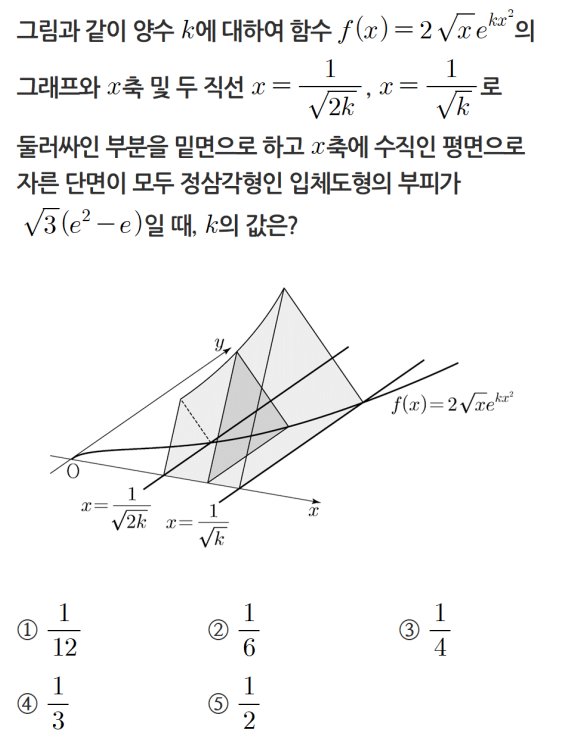 그림과 같이 양수 $k$에 대하여 함수 $f(x)=2\sqrt{x}e^{kx^2}$의
그래프와 $x$축 및 두 직선 $x=\frac{1}{\sqrt{2k}}$, $x=\frac{1}{\sqrt{k}}$로
둘러싸인 부분을 밑면으로 하고 $x$축에 수직인 평면으로
자른 단면이 모두 정삼각형인 입체도형의 부피가
$\sqrt{3}(e^2-e)$일 때, $k$의 값은?
$y$
$f(x)=2\sqrt{x}e^{kx^2}$
O
$x=\frac{1}{\sqrt{2k}}$ $x=\frac{1}{\sqrt{k}}$ $x$
① $\frac{1}{12}$ ② $\frac{1}{6}$ ③ $\frac{1}{4}$
④ $\frac{1}{3}$ ⑤ $\frac{1}{2}$